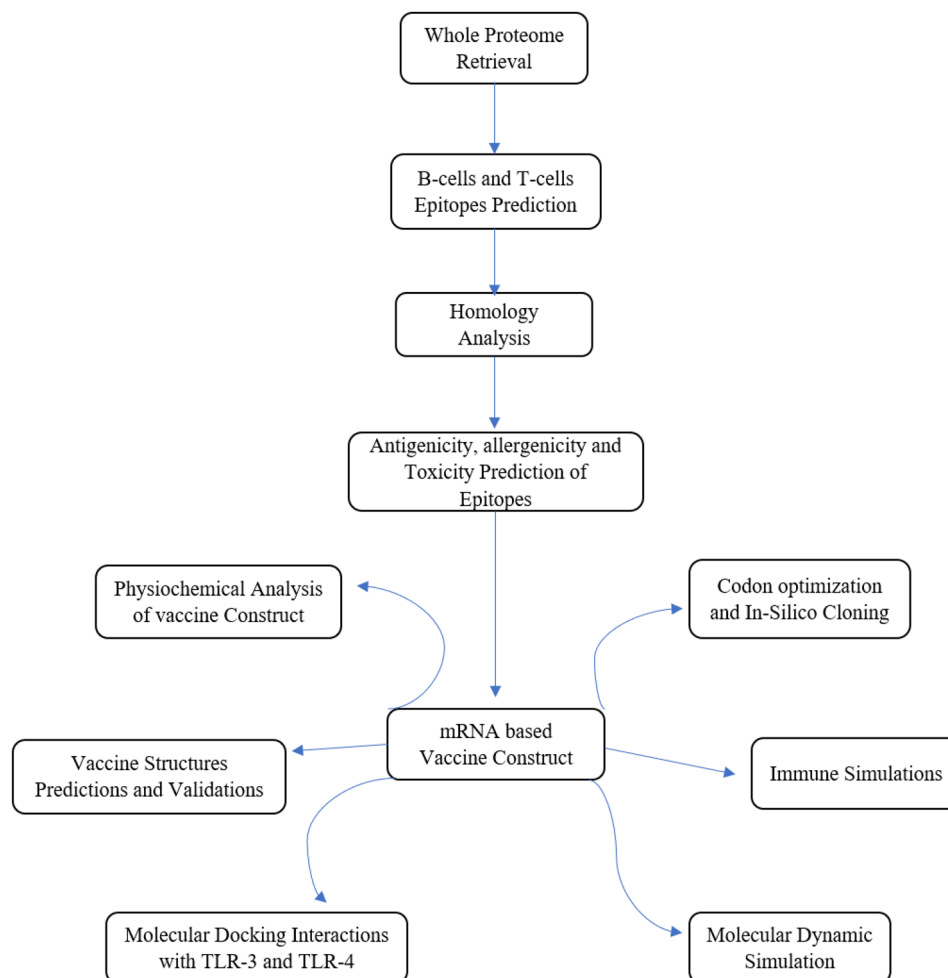 Whole Proteome
Retrieval
B-cells and T-cells
Epitopes Prediction
Homology
Analysis
Antigenicity, allergenicity and
Toxicity Prediction of
Epitopes
Physiochemical Analysis
of vaccine Construct
Codon optimization
and In-Silico Cloning
mRNA based
Vaccine Construct
Vaccine Structures
Predictions and Validations
Immune Simulations
Molecular Docking Interactions
with TLR-3 and TLR-4
Molecular Dynamic
Simulation